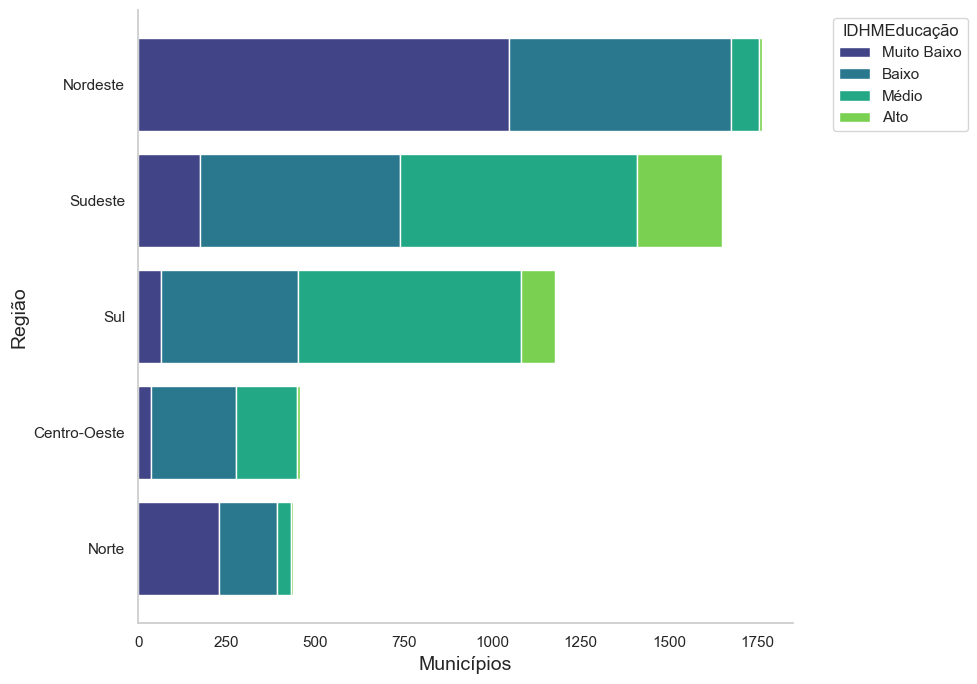 IDHMEducação
Muito Baixo
Baixo
Médio
Alto
Região
Nordeste
Sudeste
Sul
Centro-Oeste
Norte
0 250 500 750 1000 1250 1500 1750
Municípios